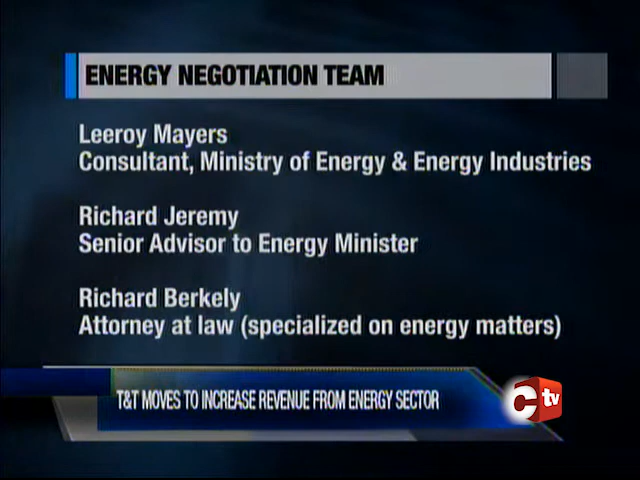 ENERGY NEGOTIATION TEAM
Leeroy Mayers
Consultant, Ministry of Energy & Energy Industries
Richard Jeremy
Senior Advisor to Energy Minister
Richard Berkely
Attorney at law (specialized on energy matters)
T&T MOVES TO INCREASE REVENUE FROM ENERGY SECTOR
C tv